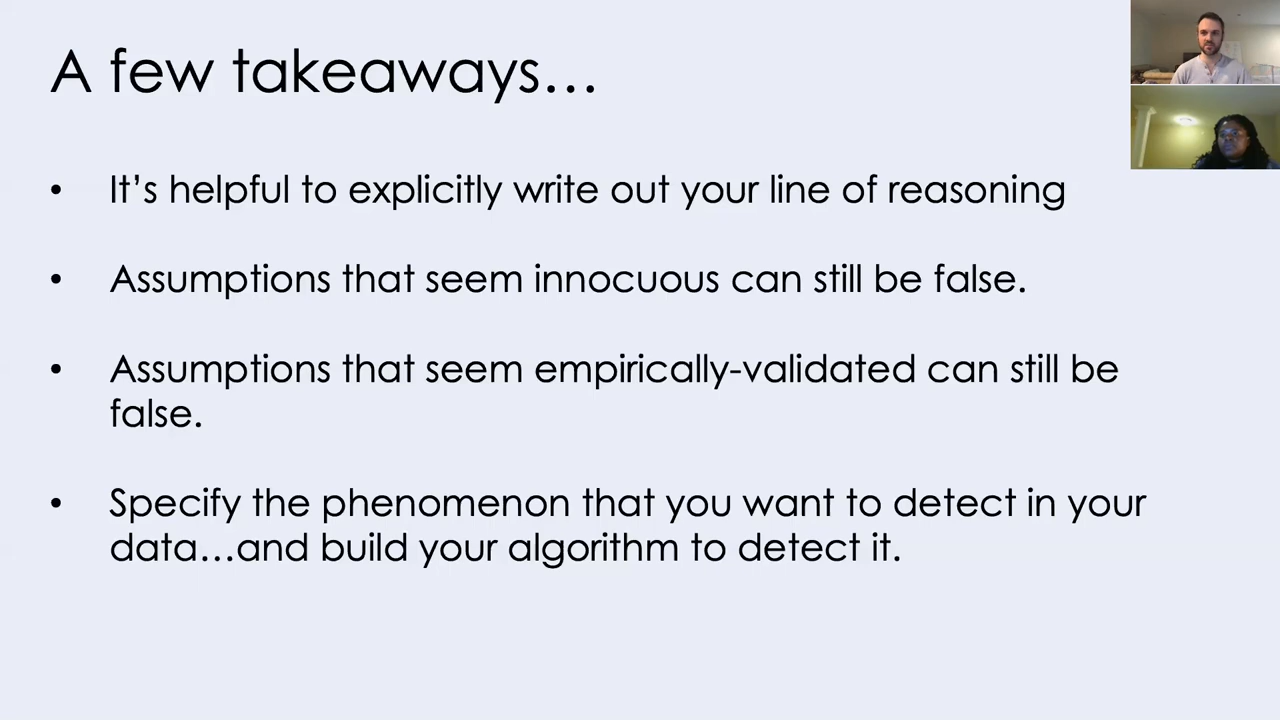 A few takeaways…
• It’s helpful to explicitly write out your line of reasoning
• Assumptions that seem innocuous can still be false.
• Assumptions that seem empirically-validated can still be
false.
• Specify the phenomenon that you want to detect in your
data…and build your algorithm to detect it.